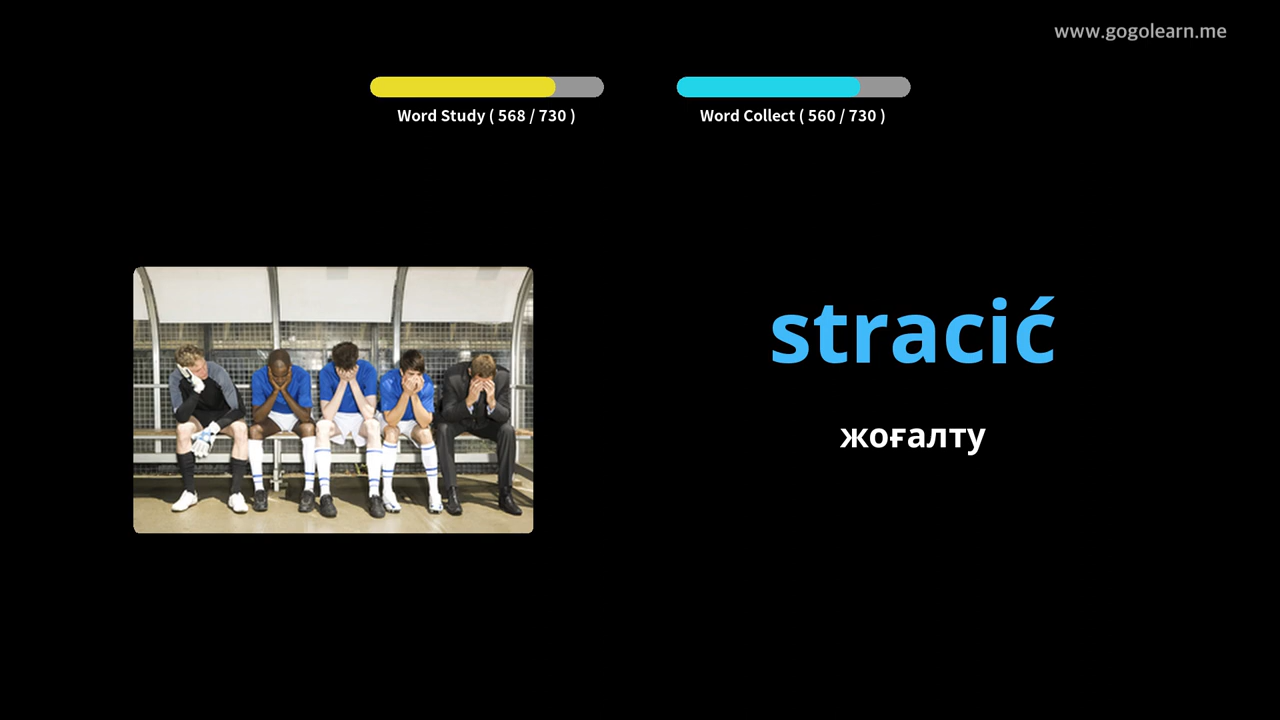 www.gogolearn.me
Word Study ( 568 / 730 )
Word Collect ( 560 / 730 )
stracić
жоғалту